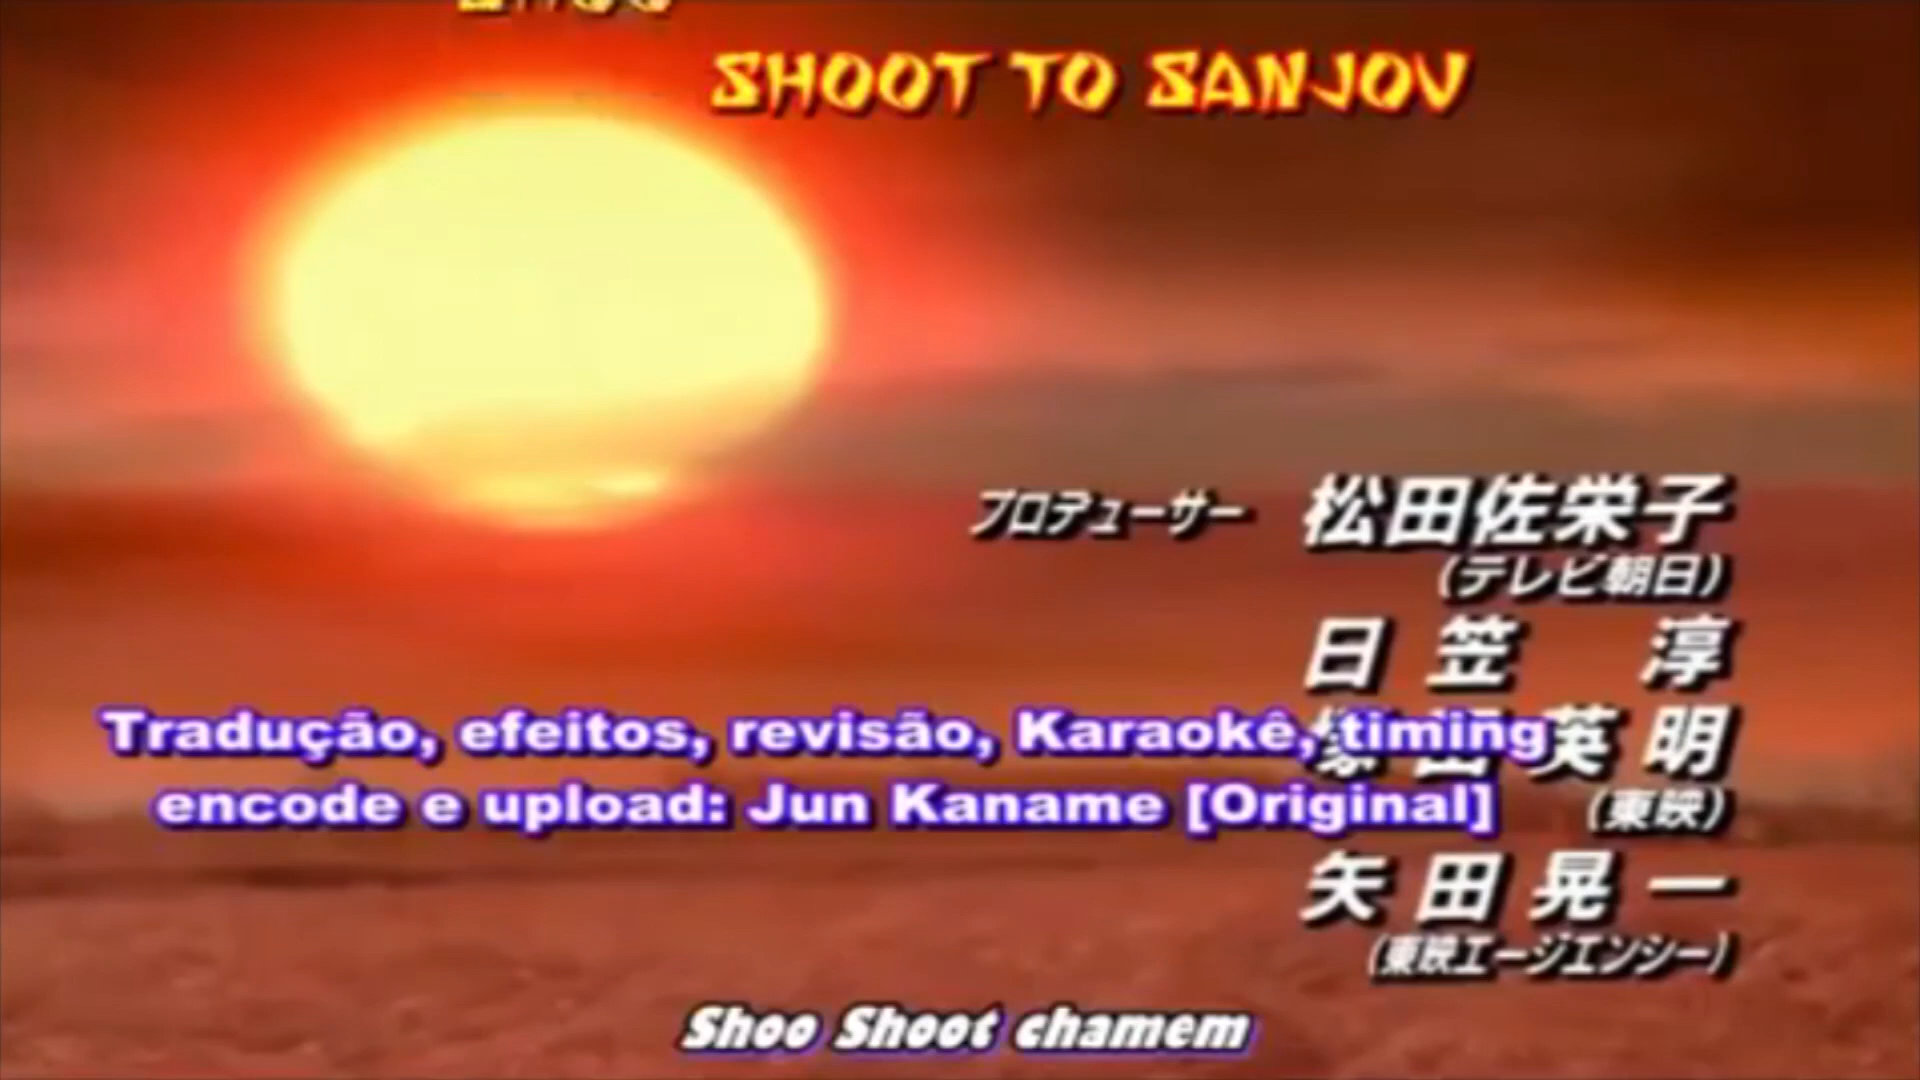 SHOOT TO SANJOU
プロデューサー 松田佐栄子
(テレビ朝日)
日笠 淳
英明
(東映)
矢田晃一
(東映エージエンシー)
Tradução, efeitos, revisão, Karaokê, timing
encode e upload: Jun Kaname [Original]
Shoo Shoot chamem